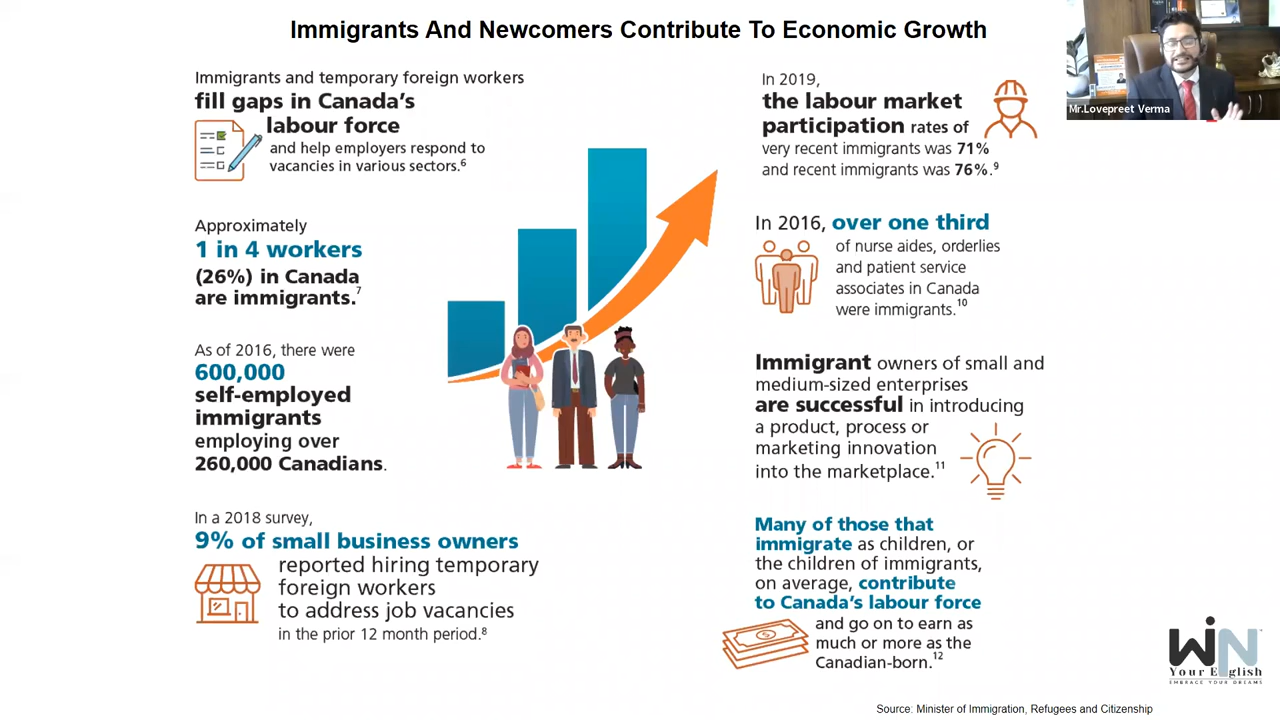 Immigrants And Newcomers Contribute To Economic Growth
Immigrants and temporary foreign workers
fill gaps in Canada's
labour force
and help employers respond to
vacancies in various sectors.6
Approximately
1 in 4 workers
(26%) in Canada
are immigrants.7
As of 2016, there were
600,000
self-employed
immigrants
employing over
260,000 Canadians.
In a 2018 survey,
9% of small business owners
reported hiring temporary
foreign workers
to address job vacancies
in the prior 12 month period.8
In 2019,
the labour market
participation rates of
very recent immigrants was 71%
and recent immigrants was 76%.9
In 2016, over one third
of nurse aides, orderlies
and patient service
associates in Canada
were immigrants.10
Immigrant owners of small and
medium-sized enterprises
are successful in introducing
a product, process or
marketing innovation
into the marketplace.11
Many of those that
immigrate as children, or
the children of immigrants,
on average, contribute
to Canada's labour force
and go on to earn as
much or more as the
Canadian-born.12
Mr.Lovepreet Verma
WiN
Your English
EMBRACE YOUR DREAMS
Source: Minister of Immigration, Refugees and Citizenship